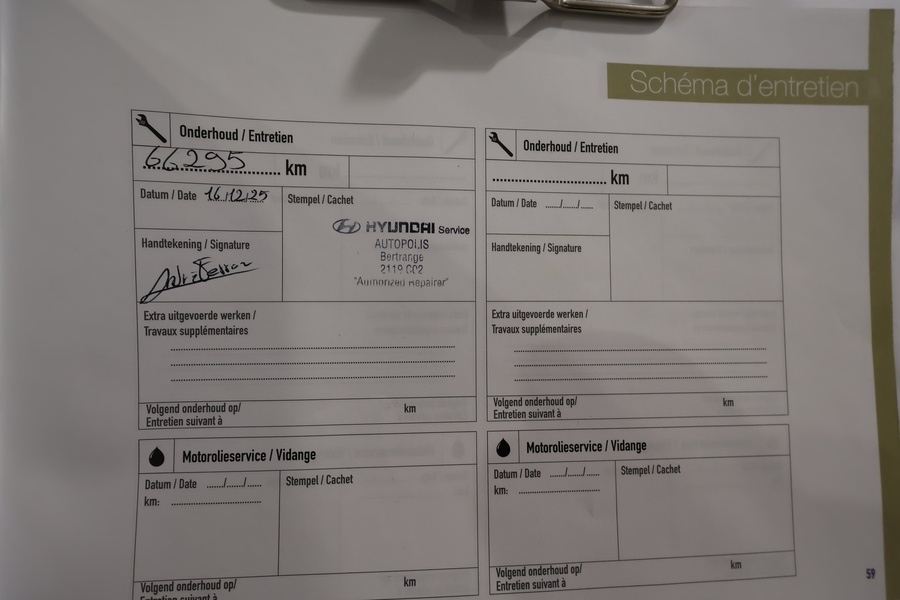 Schéma d'entretien
Onderhoud / Entretien
66295 km
Datum / Date 16/12/25
Stempel / Cachet
HYUNDAI Service
AUTOPOLIS
Bertrange
2119 C02
"Authorized Repairer"
Handtekening / Signature
Extra uitgevoerde werken /
Travaux supplémentaires
Volgend onderhoud op/ km
Entretien suivant à
Onderhoud / Entretien
km
Datum / Date ....../....../......
Stempel / Cachet
Handtekening / Signature
Extra uitgevoerde werken /
Travaux supplémentaires
Volgend onderhoud op/ km
Entretien suivant à
Motorolieservice / Vidange
Datum / Date ....../....../......
km:
Stempel / Cachet
Volgend onderhoud op/ km
Entretien suivant à
Motorolieservice / Vidange
Datum / Date ....../....../......
km:
Stempel / Cachet
Volgend onderhoud op/ km
Entretien suivant à
59